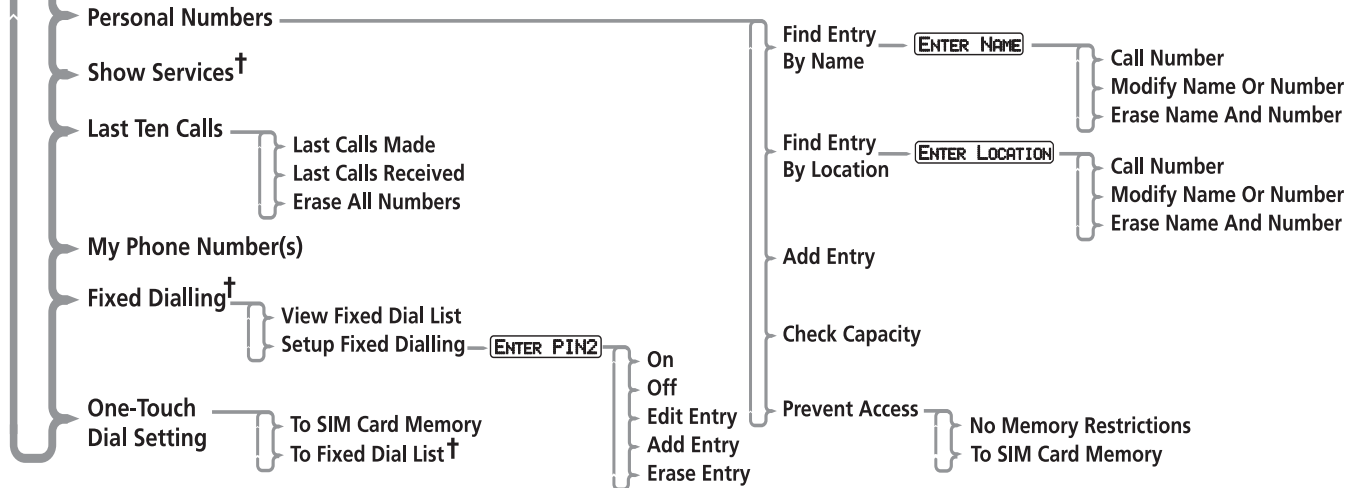 Personal Numbers
Show Services†
Last Ten Calls
Last Calls Made
Last Calls Received
Erase All Numbers
My Phone Number(s)
Fixed Dialling†
View Fixed Dial List
Setup Fixed Dialling
ENTER PIN2
On
Off
Edit Entry
Add Entry
Erase Entry
One-Touch
Dial Setting
To SIM Card Memory
To Fixed Dial List†
Find Entry
By Name
ENTER NAME
Call Number
Modify Name Or Number
Erase Name And Number
Find Entry
By Location
ENTER LOCATION
Call Number
Modify Name Or Number
Erase Name And Number
Add Entry
Check Capacity
Prevent Access
No Memory Restrictions
To SIM Card Memory